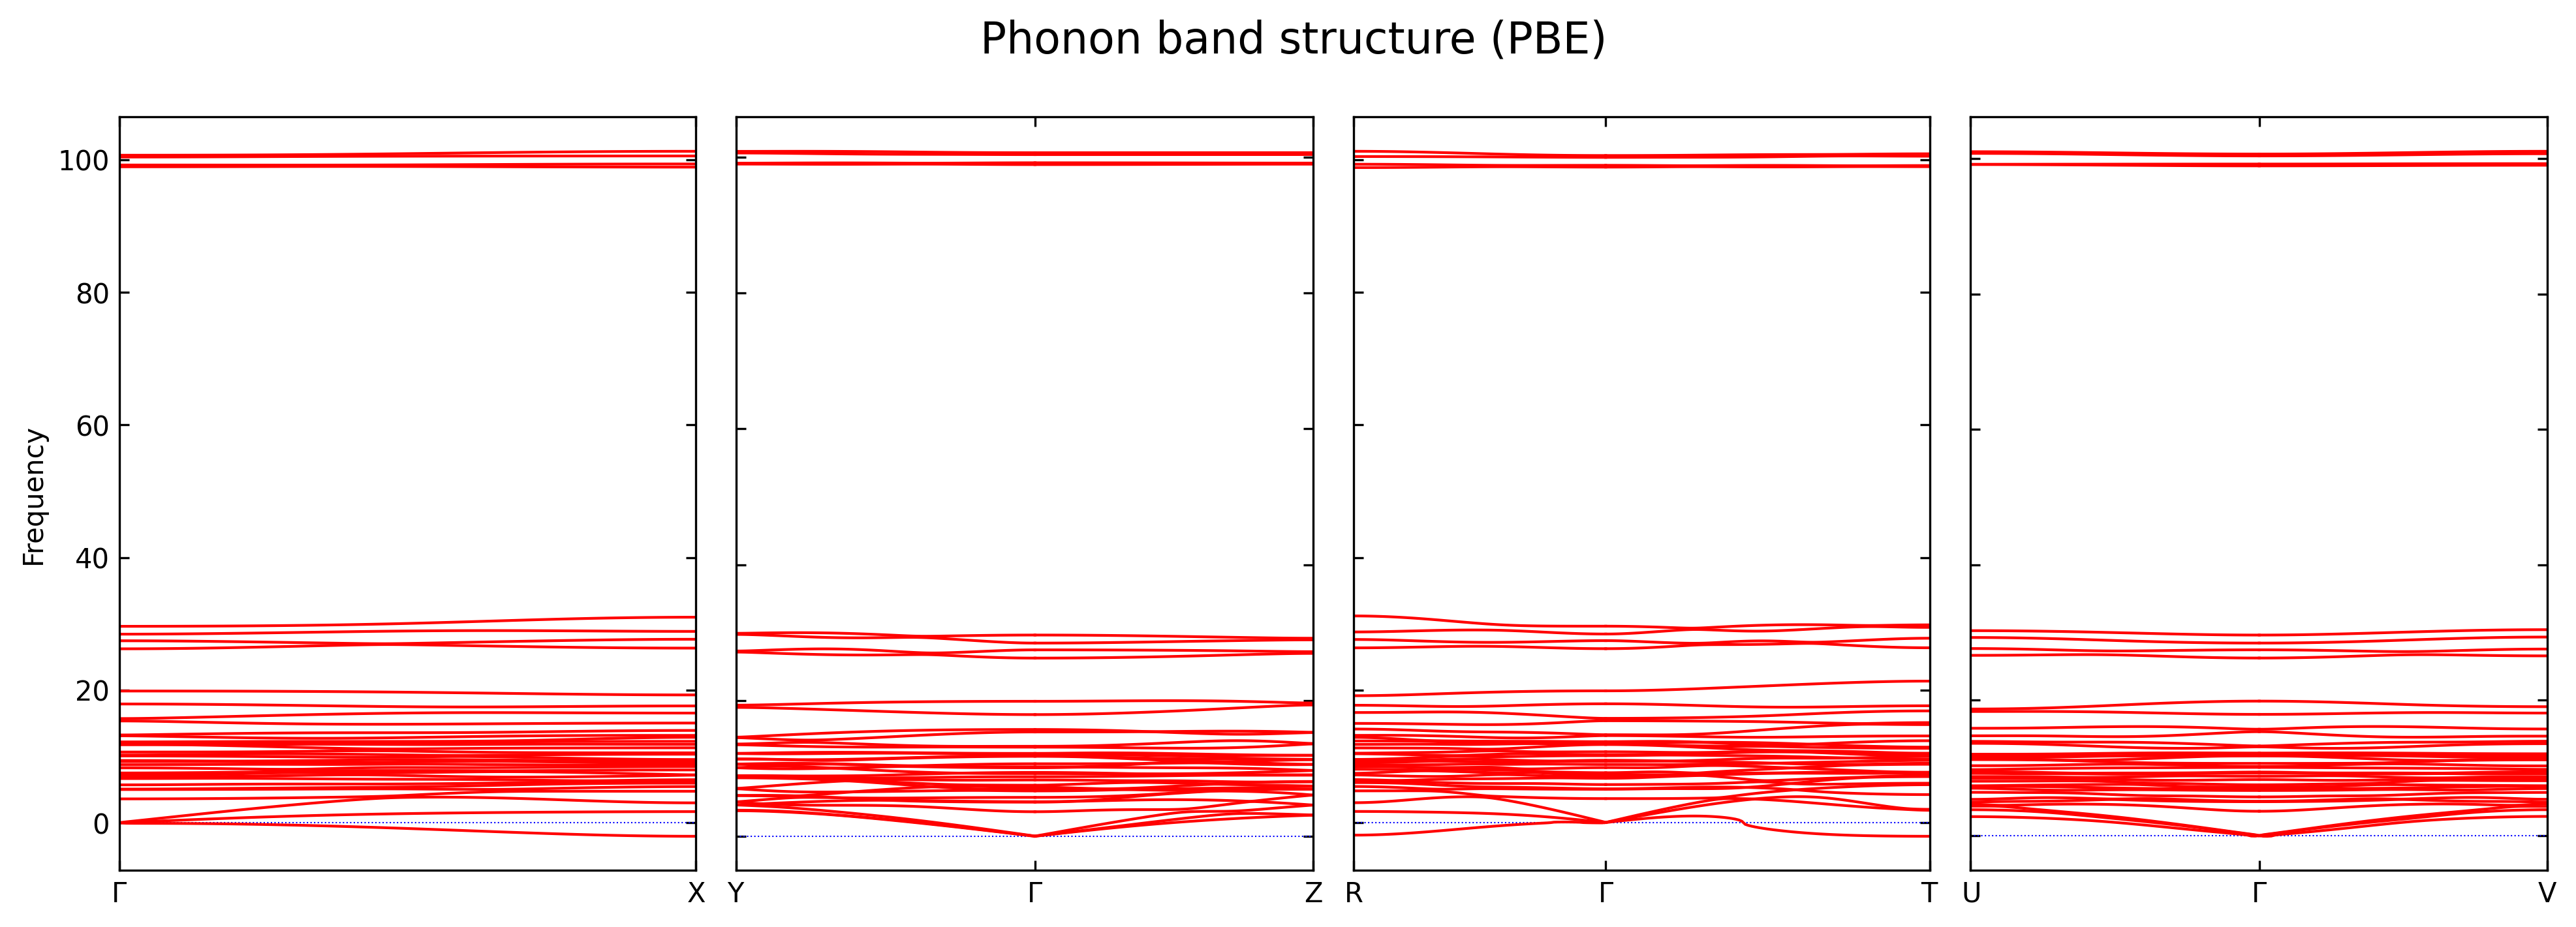 Phonon band structure (PBE)
Frequency
100
80
60
40
20
0
Γ X Y Γ Z R Γ T U Γ V